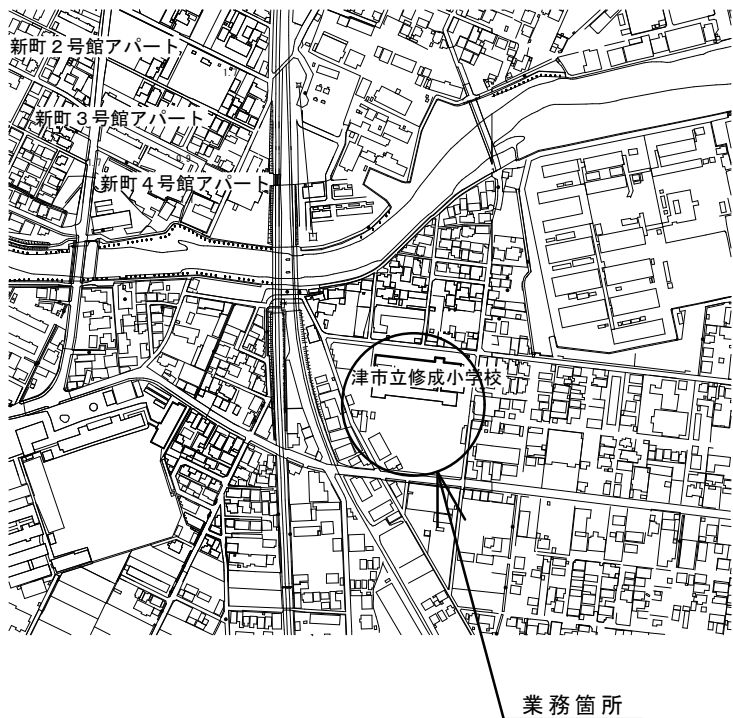 新町２号館アパート
新町３号館アパート
新町４号館アパート
津市立修成小学校
業務箇所